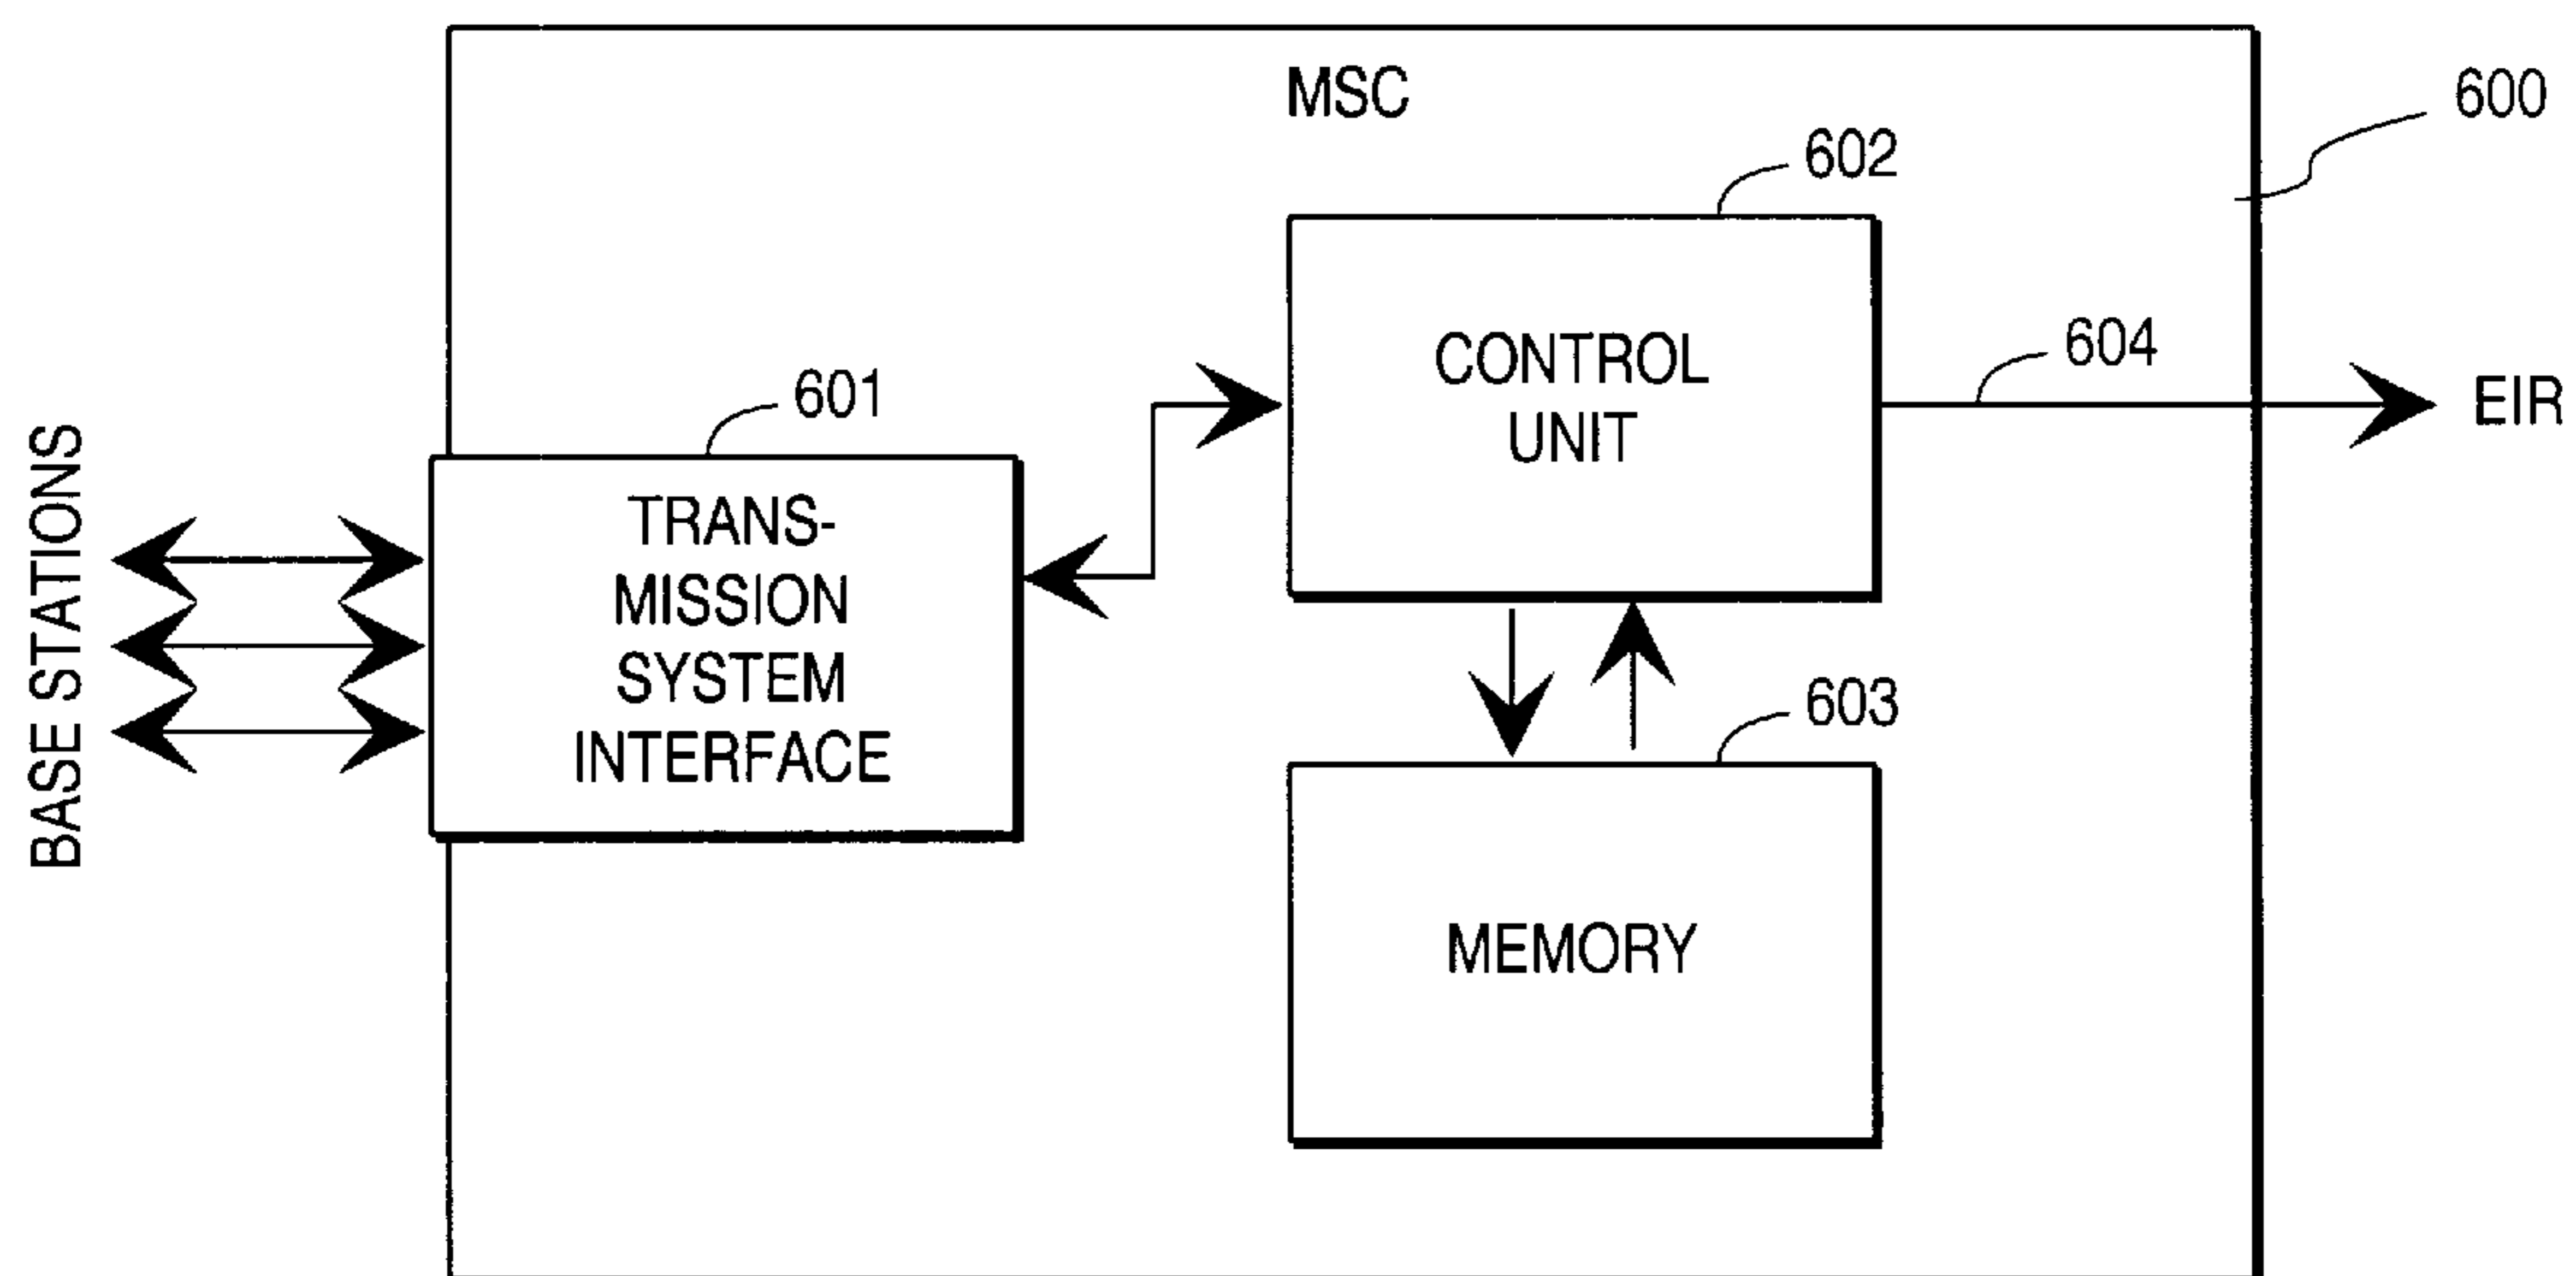 MSC
600
602
CONTROL
UNIT
604
EIR
601
TRANS-
MISSION
SYSTEM
INTERFACE
BASE STATIONS
603
MEMORY